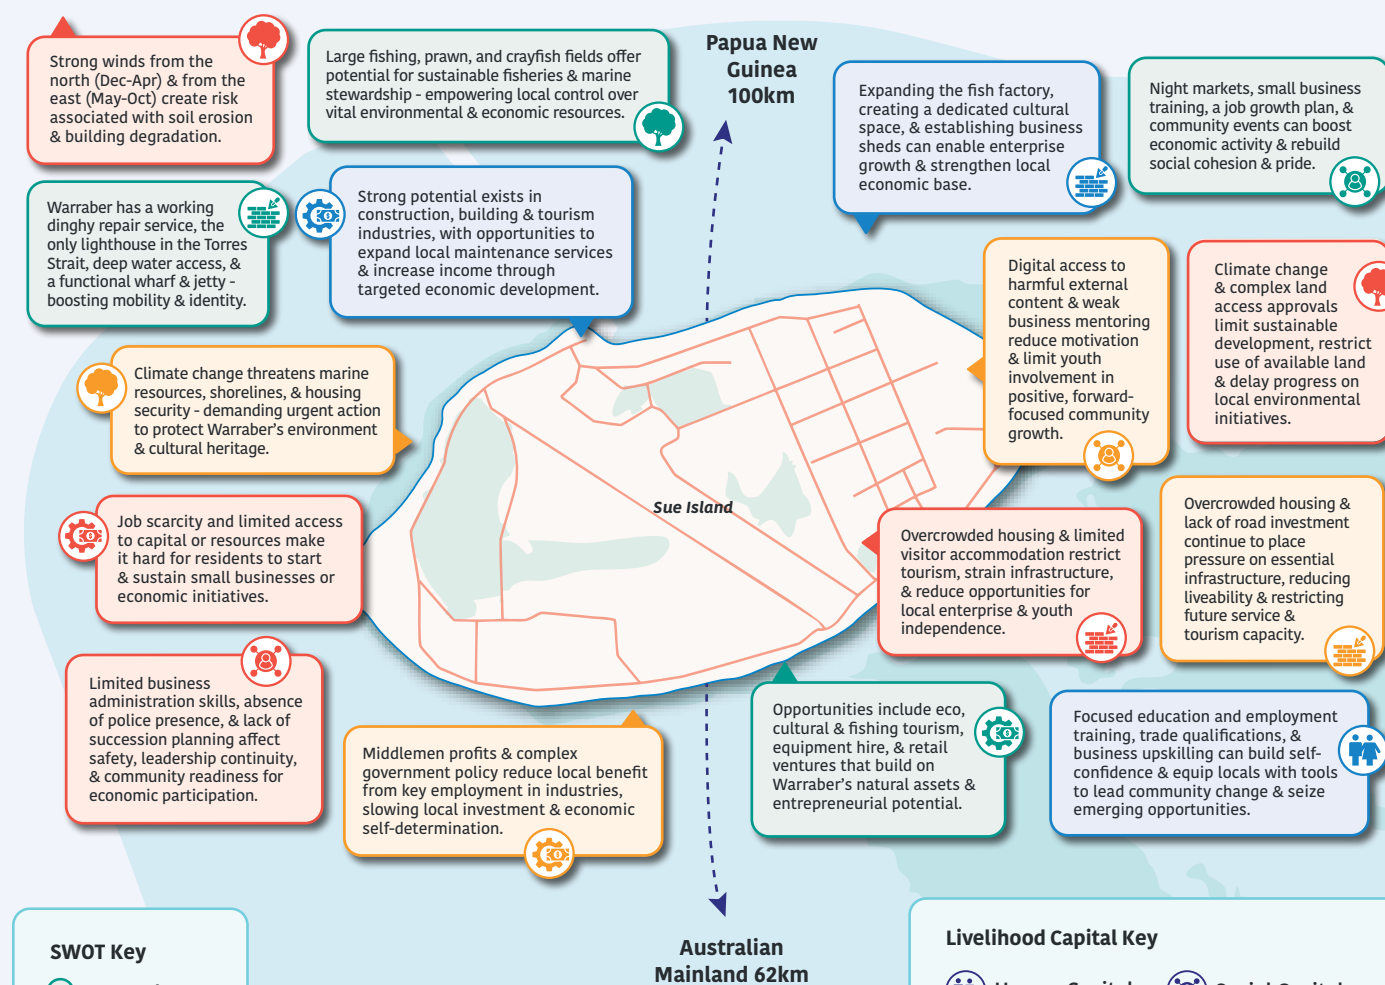 Strong winds from the
north (Dec-Apr) & from the
east (May-Oct) create risk
associated with soil erosion
& building degradation.
Large fishing, prawn, and crayfish fields offer
potential for sustainable fisheries & marine
stewardship - empowering local control over
vital environmental & economic resources.
Papua New
Guinea
100km
Expanding the fish factory,
creating a dedicated cultural
space, & establishing business
sheds can enable enterprise
growth & strengthen local
economic base.
Night markets, small business
training, a job growth plan, &
community events can boost
economic activity & rebuild
social cohesion & pride.
Warraber has a working
dinghy repair service, the
only lighthouse in the Torres
Strait, deep water access, &
a functional wharf & jetty -
boosting mobility & identity.
Strong potential exists in
construction, building & tourism
industries, with opportunities to
expand local maintenance services
& increase income through
targeted economic development.
Digital access to
harmful external
content & weak
business mentoring
reduce motivation
& limit youth
involvement in
positive, forward-
focused community
growth.
Climate change
& complex land
access approvals
limit sustainable
development, restrict
use of available land
& delay progress on
local environmental
initiatives.
Climate change threatens marine
resources, shorelines, & housing
security - demanding urgent action
to protect Warraber's environment
& cultural heritage.
Sue Island
Job scarcity and limited access
to capital or resources make
it hard for residents to start
& sustain small businesses or
economic initiatives.
Overcrowded housing & limited
visitor accommodation restrict
tourism, strain infrastructure,
& reduce opportunities for
local enterprise & youth
independence.
Overcrowded housing &
lack of road investment
continue to place
pressure on essential
infrastructure, reducing
liveability & restricting
future service &
tourism capacity.
Limited business
administration skills, absence
of police presence, & lack of
succession planning affect
safety, leadership continuity,
& community readiness for
economic participation.
Middlemen profits & complex
government policy reduce local benefit
from key employment in industries,
slowing local investment & economic
self-determination.
Opportunities include eco,
cultural & fishing tourism,
equipment hire, & retail
ventures that build on
Warraber's natural assets &
entrepreneurial potential.
Focused education and employment
training, trade qualifications, &
business upskilling can build self-
confidence & equip locals with tools
to lead community change & seize
emerging opportunities.
SWOT Key
Australian
Mainland 62km
Livelihood Capital Key
Human Capital
Social Capital